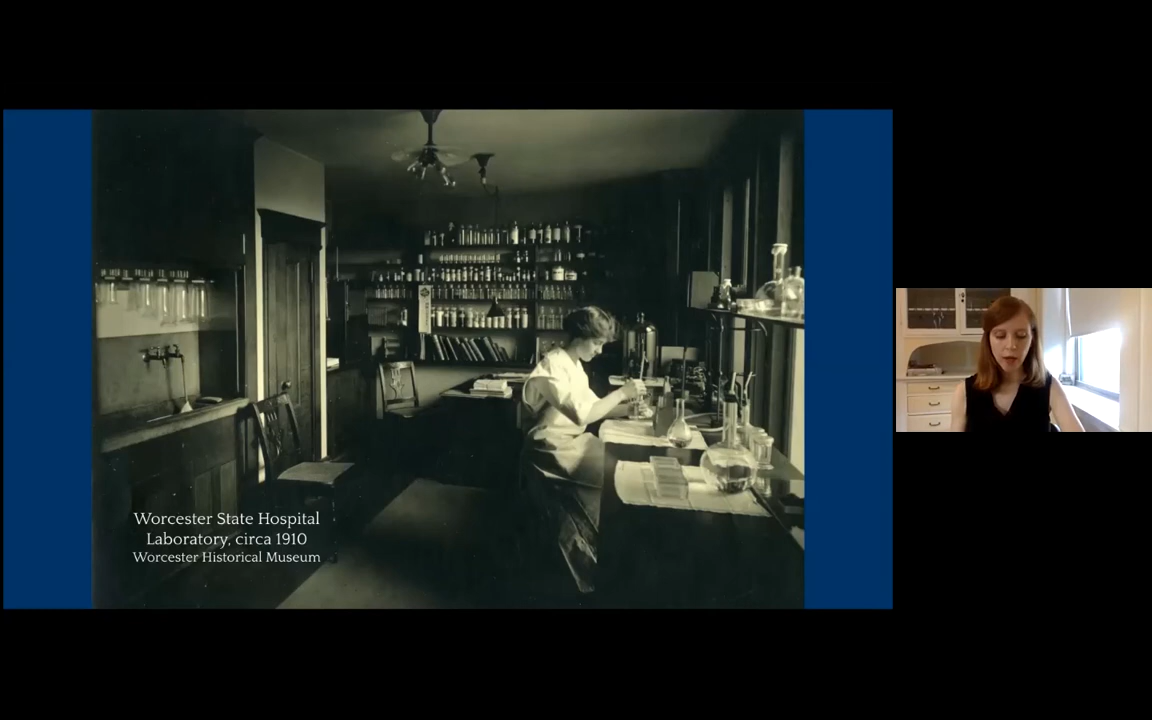 Worcester State Hospital
Laboratory, circa 1910
Worcester Historical Museum